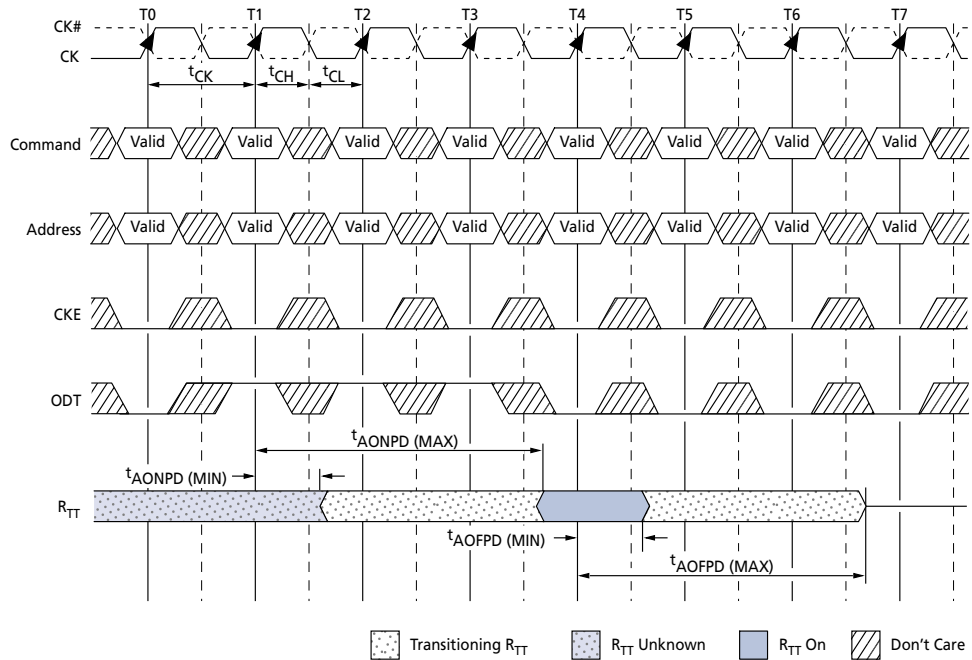 T0 T1 T2 T3 T4 T5 T6 T7
CK#
CK
tCK tCH tCL
Command Valid Valid Valid Valid Valid Valid Valid Valid
Address Valid Valid Valid Valid Valid Valid Valid Valid
CKE
ODT
tAONPD (MAX)
tAONPD (MIN)
RTT
tAOFPD (MIN)
tAOFPD (MAX)
Transitioning RTT RTT Unknown RTT On Don't Care